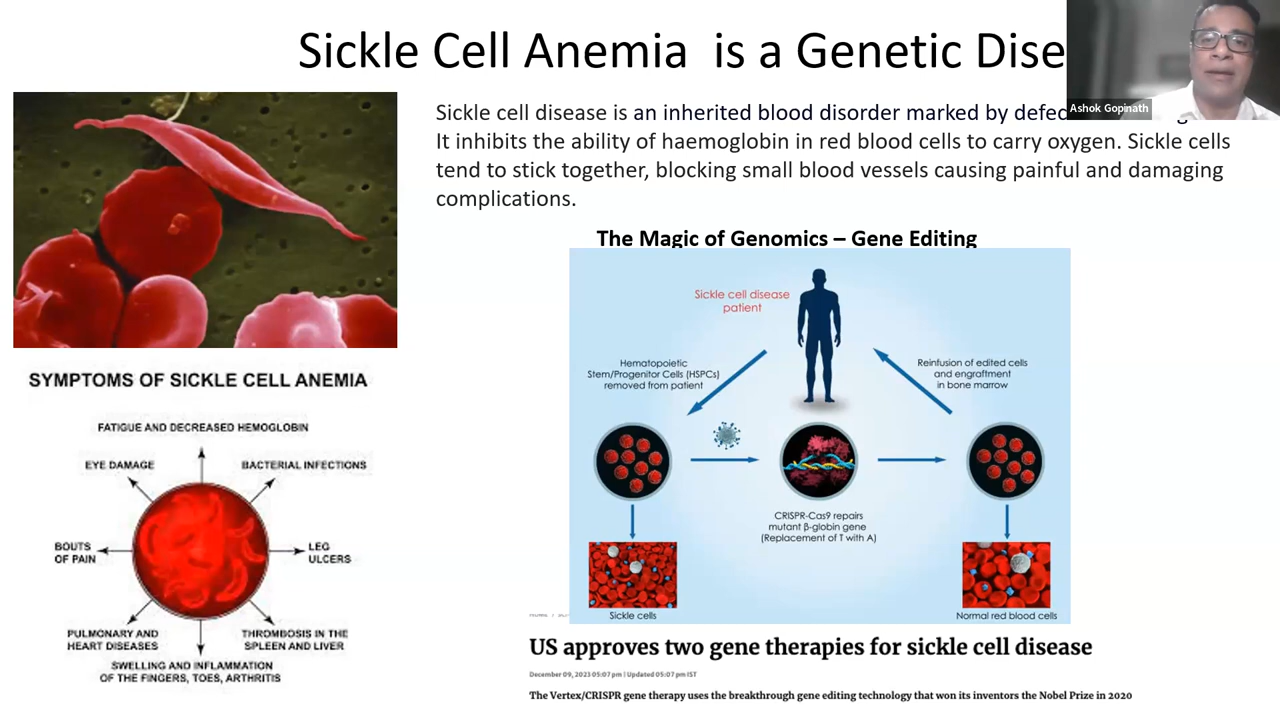 Sickle Cell Anemia is a Genetic Dise
Ashok Gopinath
Sickle cell disease is an inherited blood disorder marked by
It inhibits the ability of haemoglobin in red blood cells to carry oxygen. Sickle cells
tend to stick together, blocking small blood vessels causing painful and damaging
complications.
The Magic of Genomics – Gene Editing
Sickle cell disease
patient
Hematopoietic
Stem/Progenitor Cells (HSPCs)
removed from patient
Reinfusion of edited cells
and engraftment
in bone marrow
CRISPR-Cas9 repairs
mutant β-globin gene
(Replacement of T with A)
Sickle cells
Normal red blood cells
SYMPTOMS OF SICKLE CELL ANEMIA
FATIGUE AND DECREASED HEMOGLOBIN
EYE DAMAGE
BACTERIAL INFECTIONS
BOUTS
OF PAIN
LEG
ULCERS
PULMONARY AND
HEART DISEASES
THROMBOSIS IN THE
SPLEEN AND LIVER
SWELLING AND INFLAMMATION
OF THE FINGERS, TOES, ARTHRITIS
US approves two gene therapies for sickle cell disease
December 09, 2023 05:07 pm | Updated 05:07 pm IST
The Vertex/CRISPR gene therapy uses the breakthrough gene editing technology that won its inventors the Nobel Prize in 2020